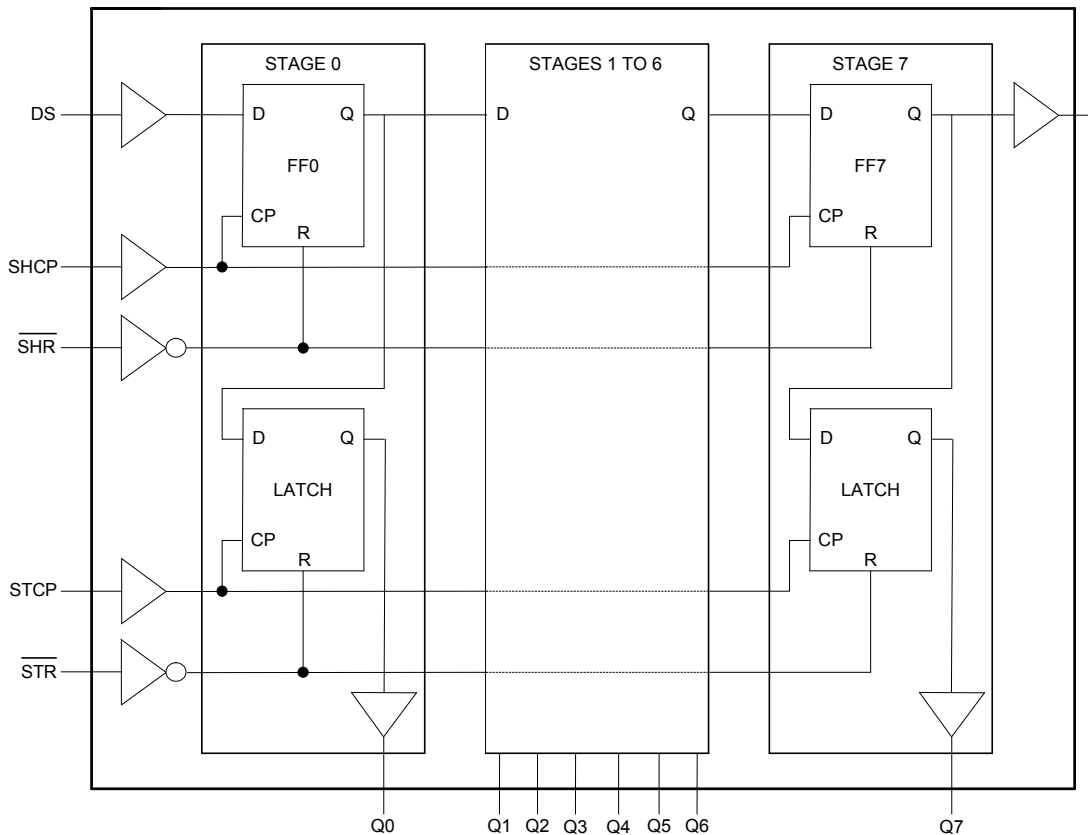 STAGE 0
STAGES 1 TO 6
STAGE 7
DS
D
Q
FF0
CP
R
D
Q
D
Q
FF7
CP
R
SHCP
SHR
D
Q
LATCH
CP
R
D
Q
LATCH
CP
R
STCP
STR
Q0
Q1
Q2
Q3
Q4
Q5
Q6
Q7